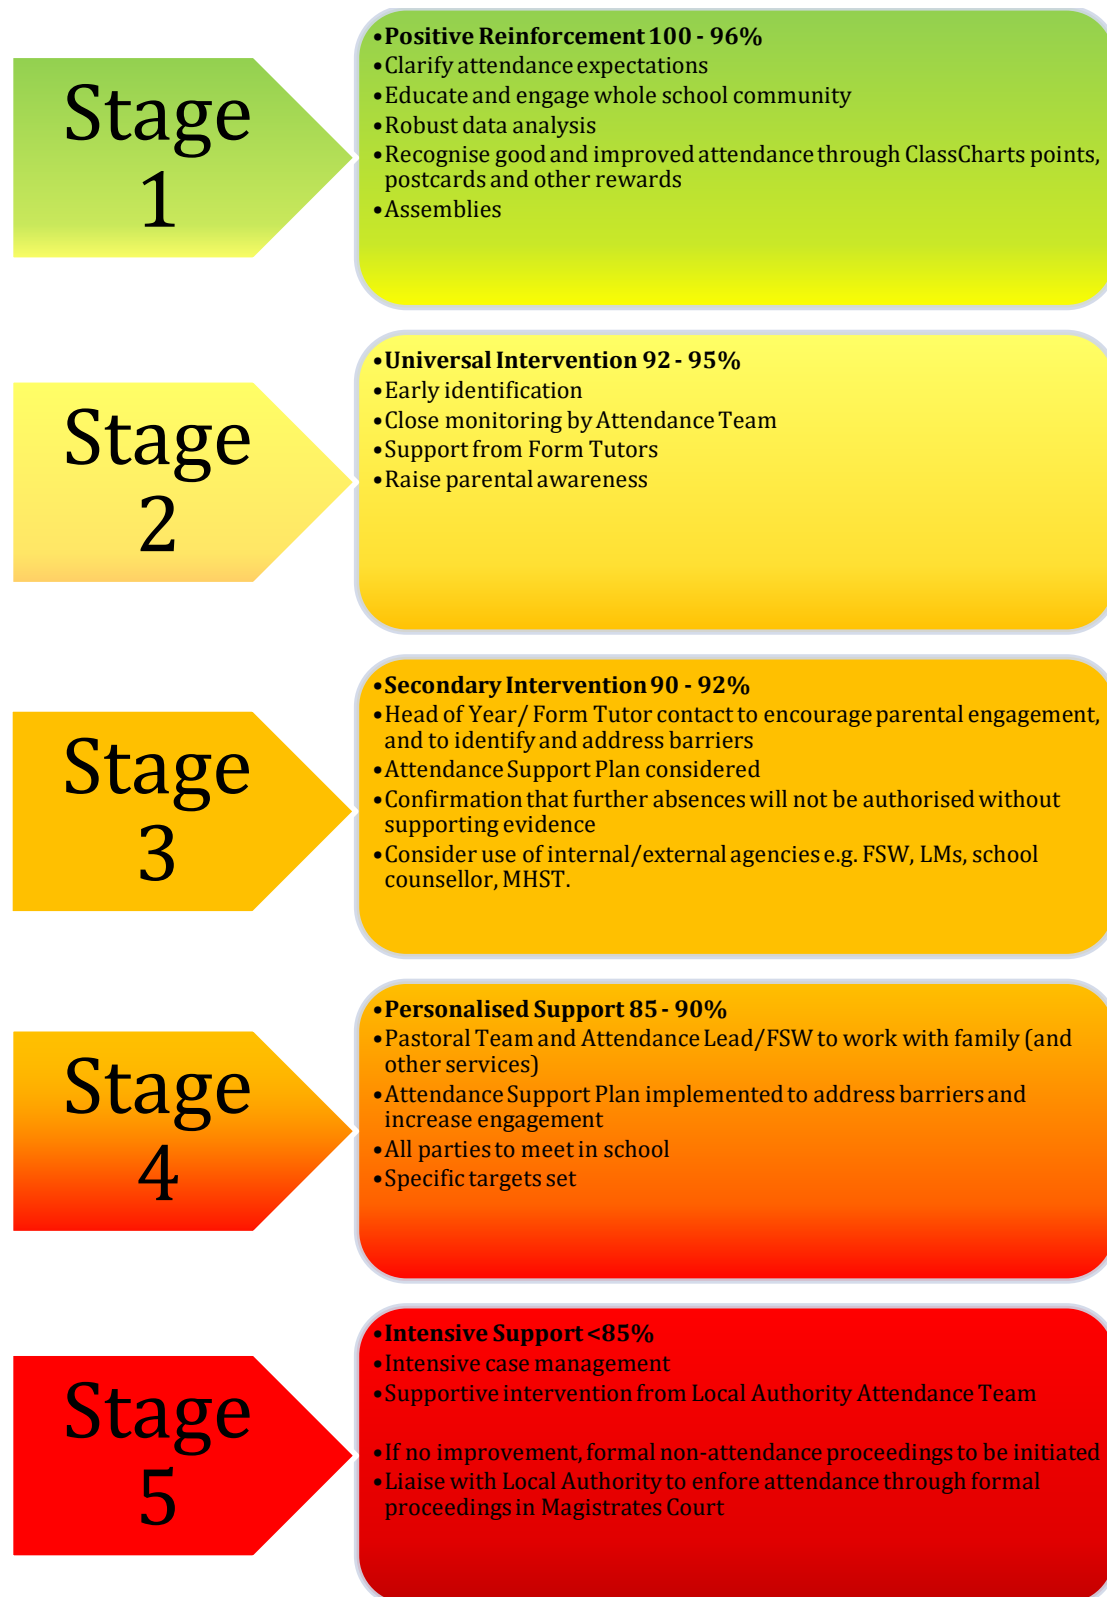 Stage
1
•Positive Reinforcement 100 - 96%
•Clarify attendance expectations
•Educate and engage whole school community
•Robust data analysis
•Recognise good and improved attendance through ClassCharts points,
postcards and other rewards
•Assemblies
Stage
2
•Universal Intervention 92 - 95%
•Early identification
•Close monitoring by Attendance Team
•Support from Form Tutors
•Raise parental awareness
Stage
3
•Secondary Intervention 90 - 92%
•Head of Year/ Form Tutor contact to encourage parental engagement,
and to identify and address barriers
•Attendance Support Plan considered
•Confirmation that further absences will not be authorised without
supporting evidence
•Consider use of internal/external agencies e.g. FSW, LMs, school
counsellor, MHST.
Stage
4
•Personalised Support 85 - 90%
•Pastoral Team and Attendance Lead/FSW to work with family (and
other services)
•Attendance Support Plan implemented to address barriers and
increase engagement
•All parties to meet in school
•Specific targets set
Stage
5
•Intensive Support <85%
•Intensive case management
•Supportive intervention from Local Authority Attendance Team
•If no improvement, formal non-attendance proceedings to be initiated
•Liaise with Local Authority to enfore attendance through formal
proceedings in Magistrates Court